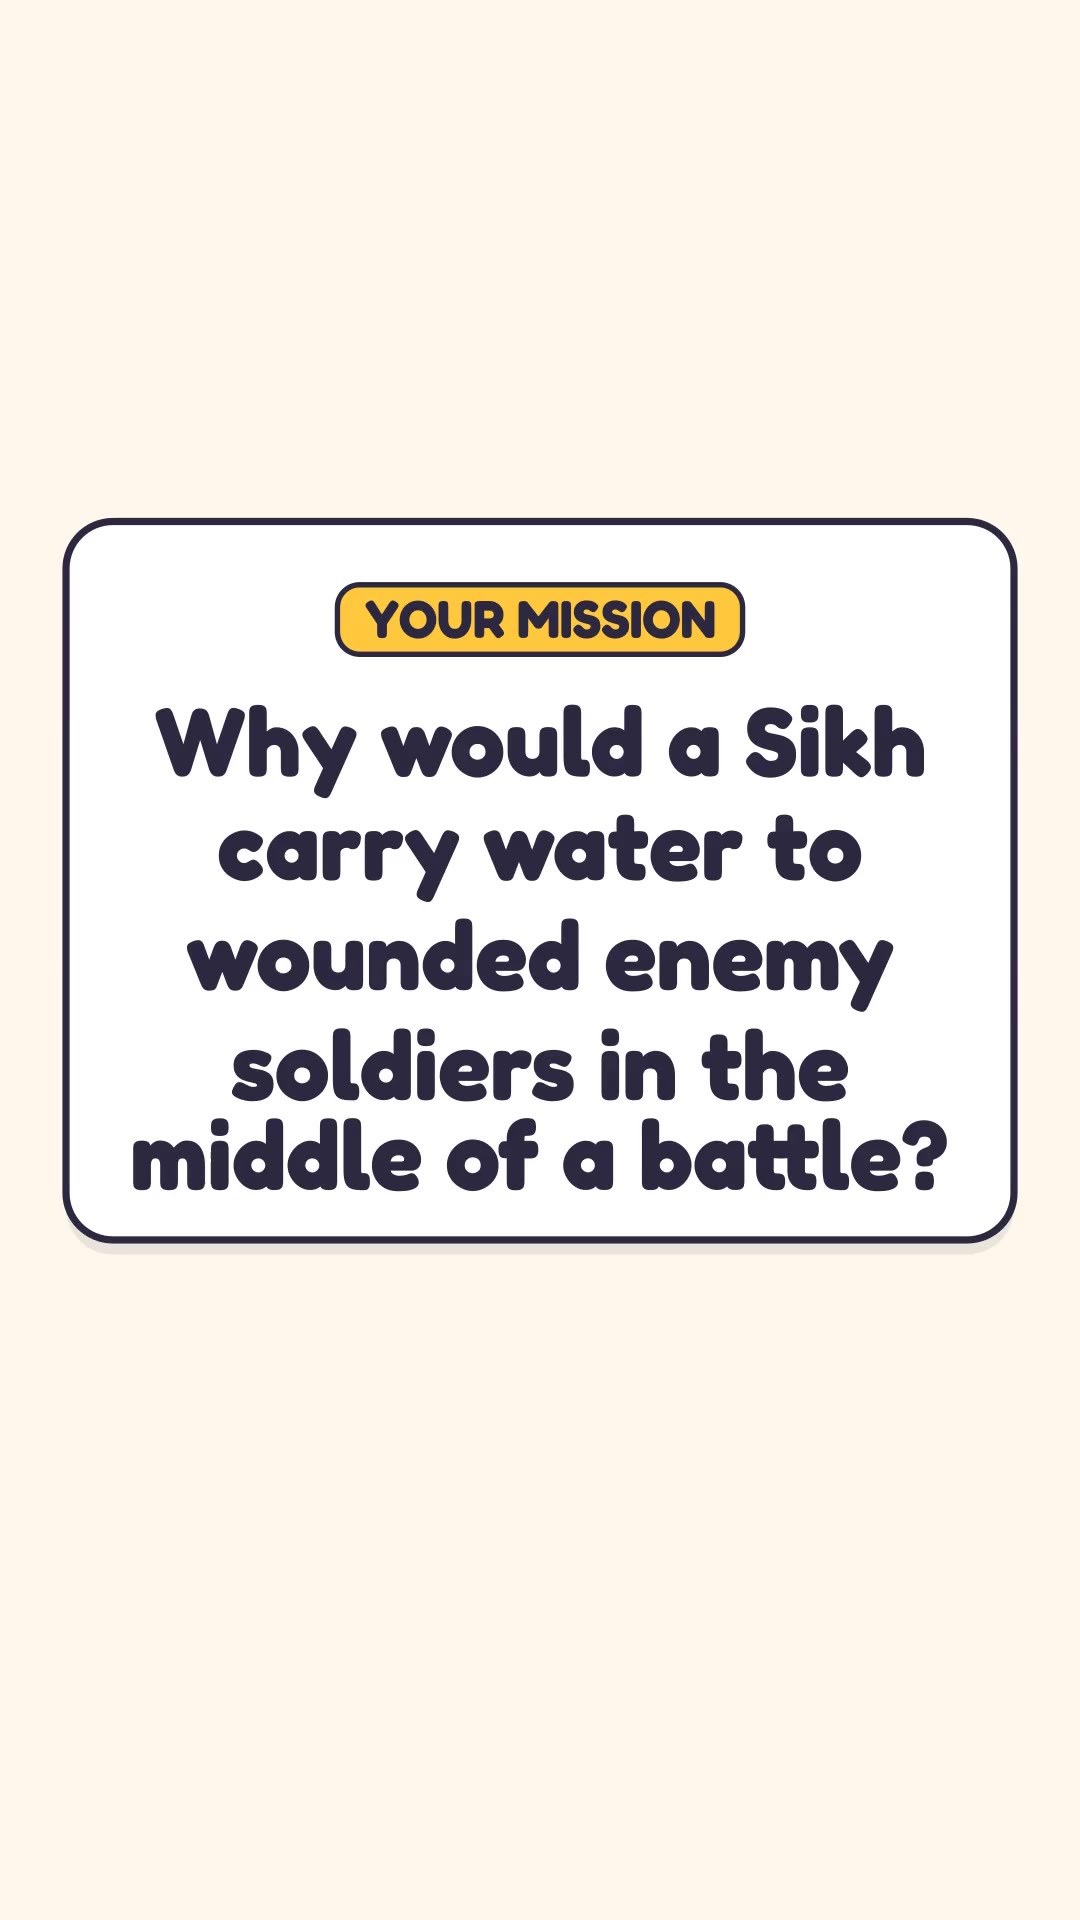 YOUR MISSION
Why would a Sikh
carry water to
wounded enemy
soldiers in the
middle of a battle?